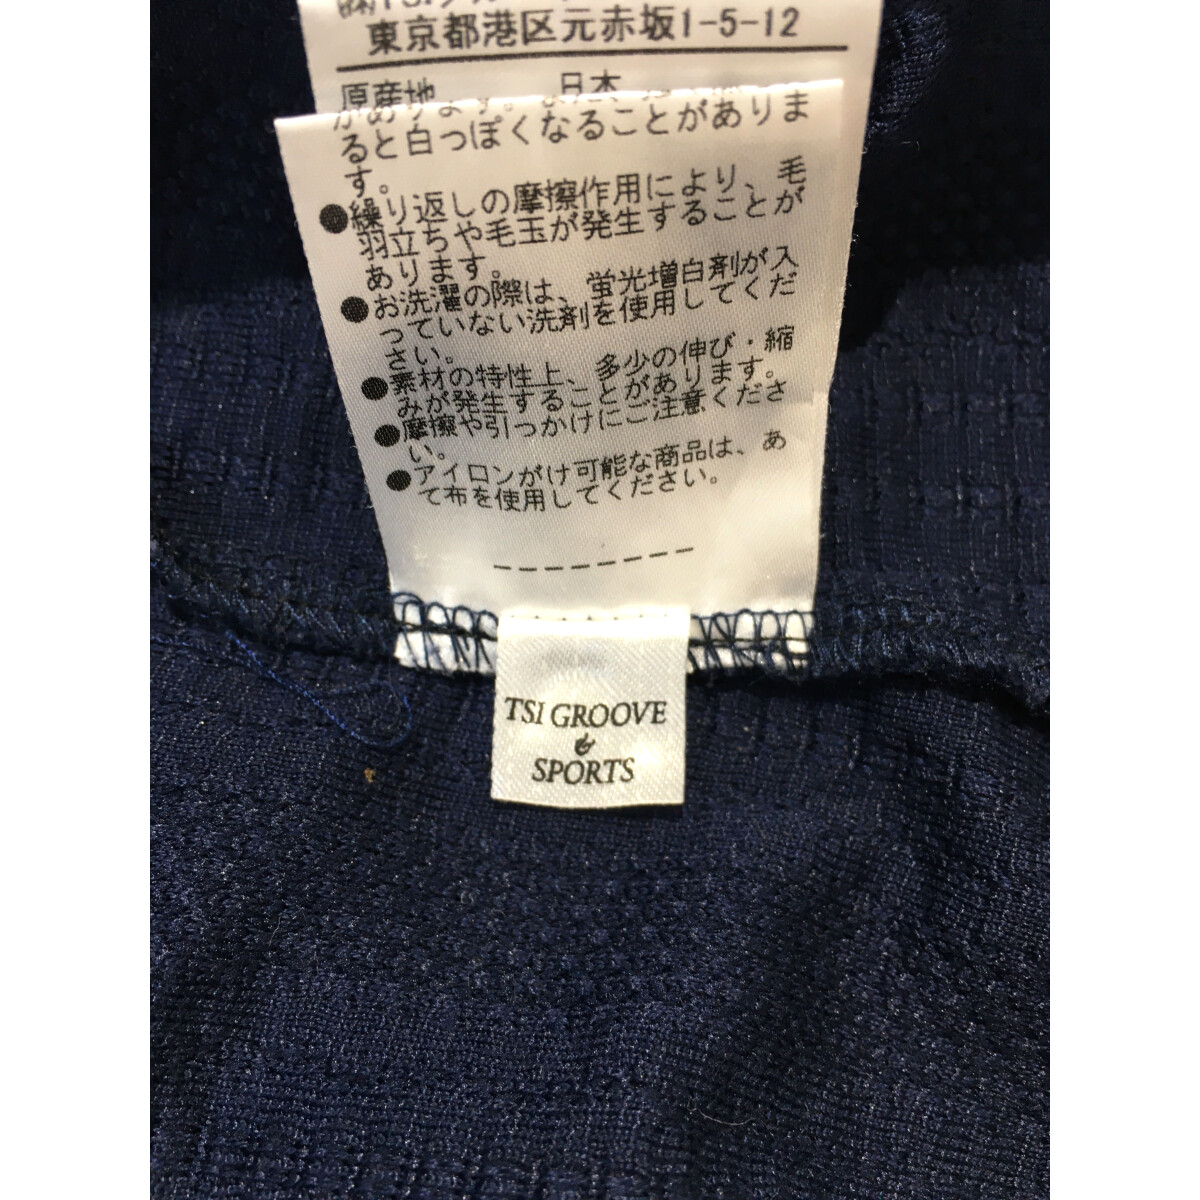 東京都港区元赤坂1-5-12
原産地 日本
ると白っぽくなることがありま
す。
●繰り返しの摩擦作用により、毛
羽立ちや毛玉が発生することが
あります。
●お洗濯の際は、蛍光増白剤が入
っていない洗剤を使用してくだ
さい。
●素材の特性上、多少の伸び・縮
みが発生することがあります。
●摩擦や引っかけにご注意くださ
い。
●アイロンがけ可能な商品は、あ
て布を使用してください。
--------
TSI GROOVE
&
SPORTS